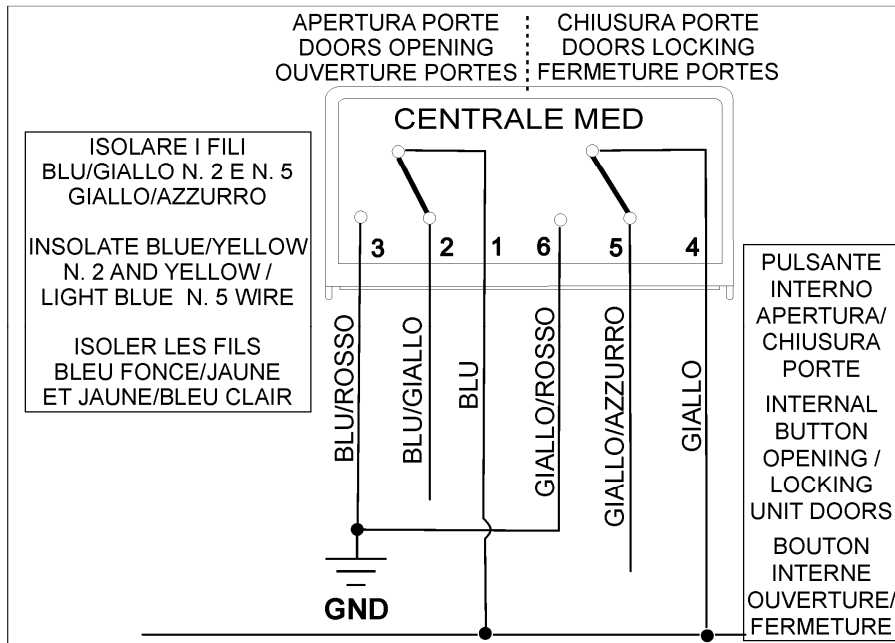 APERTURA PORTE
DOORS OPENING
OUVERTURE PORTES
CHIUSURA PORTE
DOORS LOCKING
FERMETURE PORTES
CENTRALE MED
ISOLARE I FILI
BLU/GIALLO N. 2 E N. 5
GIALLO/AZZURRO
INSOLATE BLUE/YELLOW
N. 2 AND YELLOW /
LIGHT BLUE N. 5 WIRE
ISOLER LES FILS
BLEU FONCE/JAUNE
ET JAUNE/BLEU CLAIR
3 2 1 6 5 4
BLU/ROSSO
BLU/GIALLO
BLU
GIALLO/ROSSO
GIALLO/AZZURRO
GIALLO
GND
PULSANTE
INTERNO
APERTURA/
CHIUSURA
PORTE
INTERNAL
BUTTON
OPENING /
LOCKING
UNIT DOORS
BOUTON
INTERNE
OUVERTURE/
FERMETURE